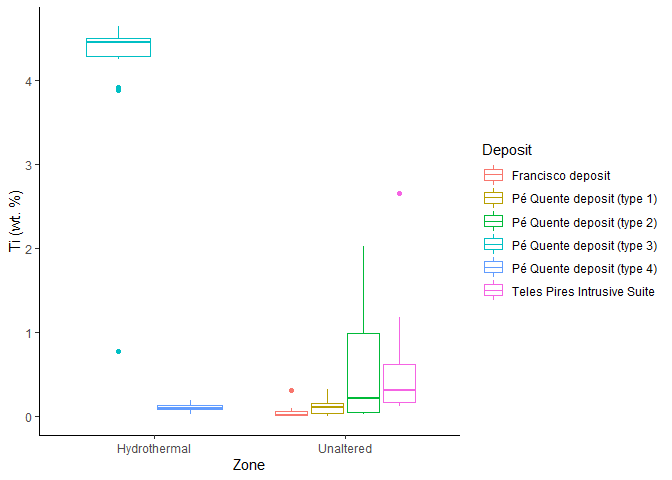 Ti (wt. %)
4
3
2
1
0
Hydrothermal
Unaltered
Zone
Deposit
Francisco deposit
Pé Quente deposit (type 1)
Pé Quente deposit (type 2)
Pé Quente deposit (type 3)
Pé Quente deposit (type 4)
Teles Pires Intrusive Suite